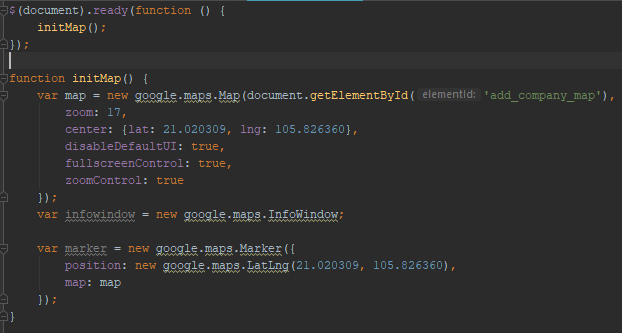 $(document).ready(function () {
    initMap();
});

function initMap() {
    var map = new google.maps.Map(document.getElementById( elementId: 'add_company_map'),
        zoom: 17,
        center: {lat: 21.020309, lng: 105.826360},
        disableDefaultUI: true,
        fullscreenControl: true,
        zoomControl: true
    });
    var infowindow = new google.maps.InfoWindow;

    var marker = new google.maps.Marker({
        position: new google.maps.LatLng(21.020309, 105.826360),
        map: map
    });
}